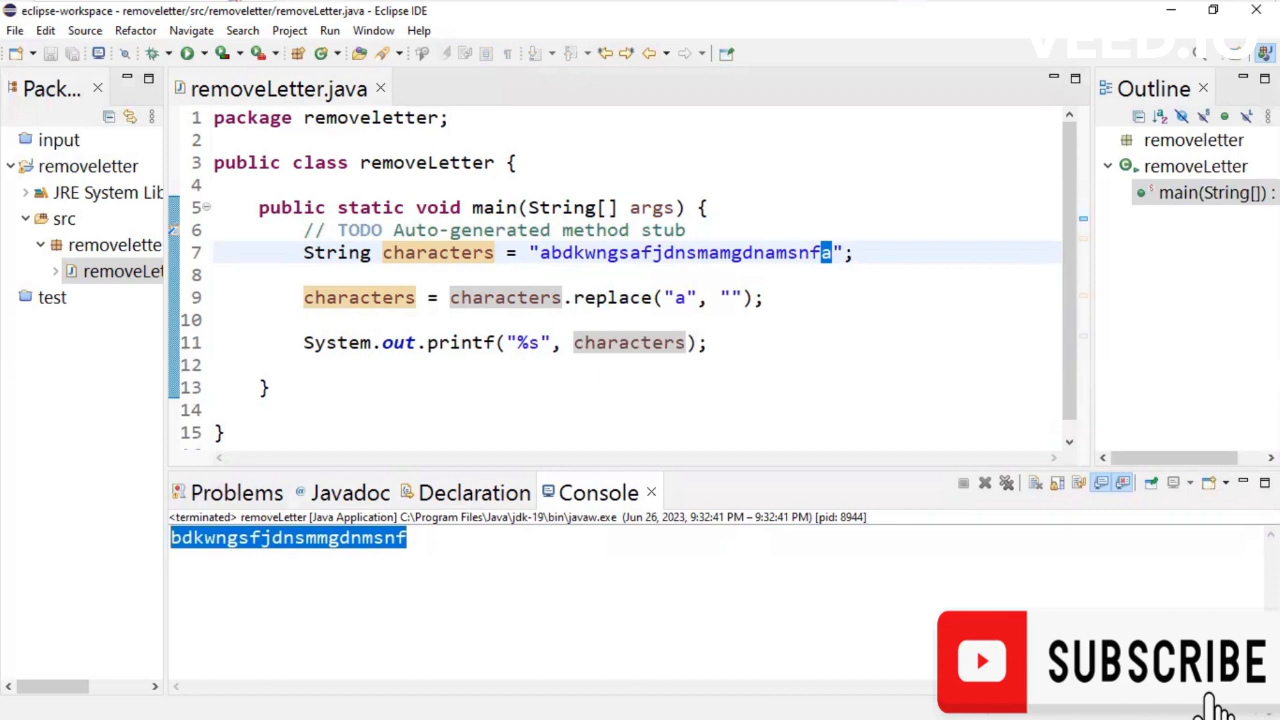 eclipse-workspace - removeletter/src/removeletter/removeLetter.java - Eclipse IDE
File Edit Source Refactor Navigate Search Project Run Window Help
VEED.IO
Pack...
removeLetter.java
Outline
input
removeletter
JRE System Lib
src
removelette
removeLet
test
1 package removeletter;
2
3 public class removeLetter {
4
5 public static void main(String[] args) {
6 // TODO Auto-generated method stub
7 String characters = "abdkwngsafjdnsmamgdnamsnfa";
8
9 characters = characters.replace("a", "");
10
11 System.out.printf("%s", characters);
12
13 }
14
15 }
removeletter
removeLetter
main(String[]) :
Problems Javadoc Declaration Console
<terminated> removeLetter [Java Application] C:\Program Files\Java\jdk-19\bin\javaw.exe (Jun 26, 2023, 9:32:41 PM – 9:32:41 PM) [pid: 8944]
bdkwngsfjdnsmmgdnmsnf
SUBSCRIBE